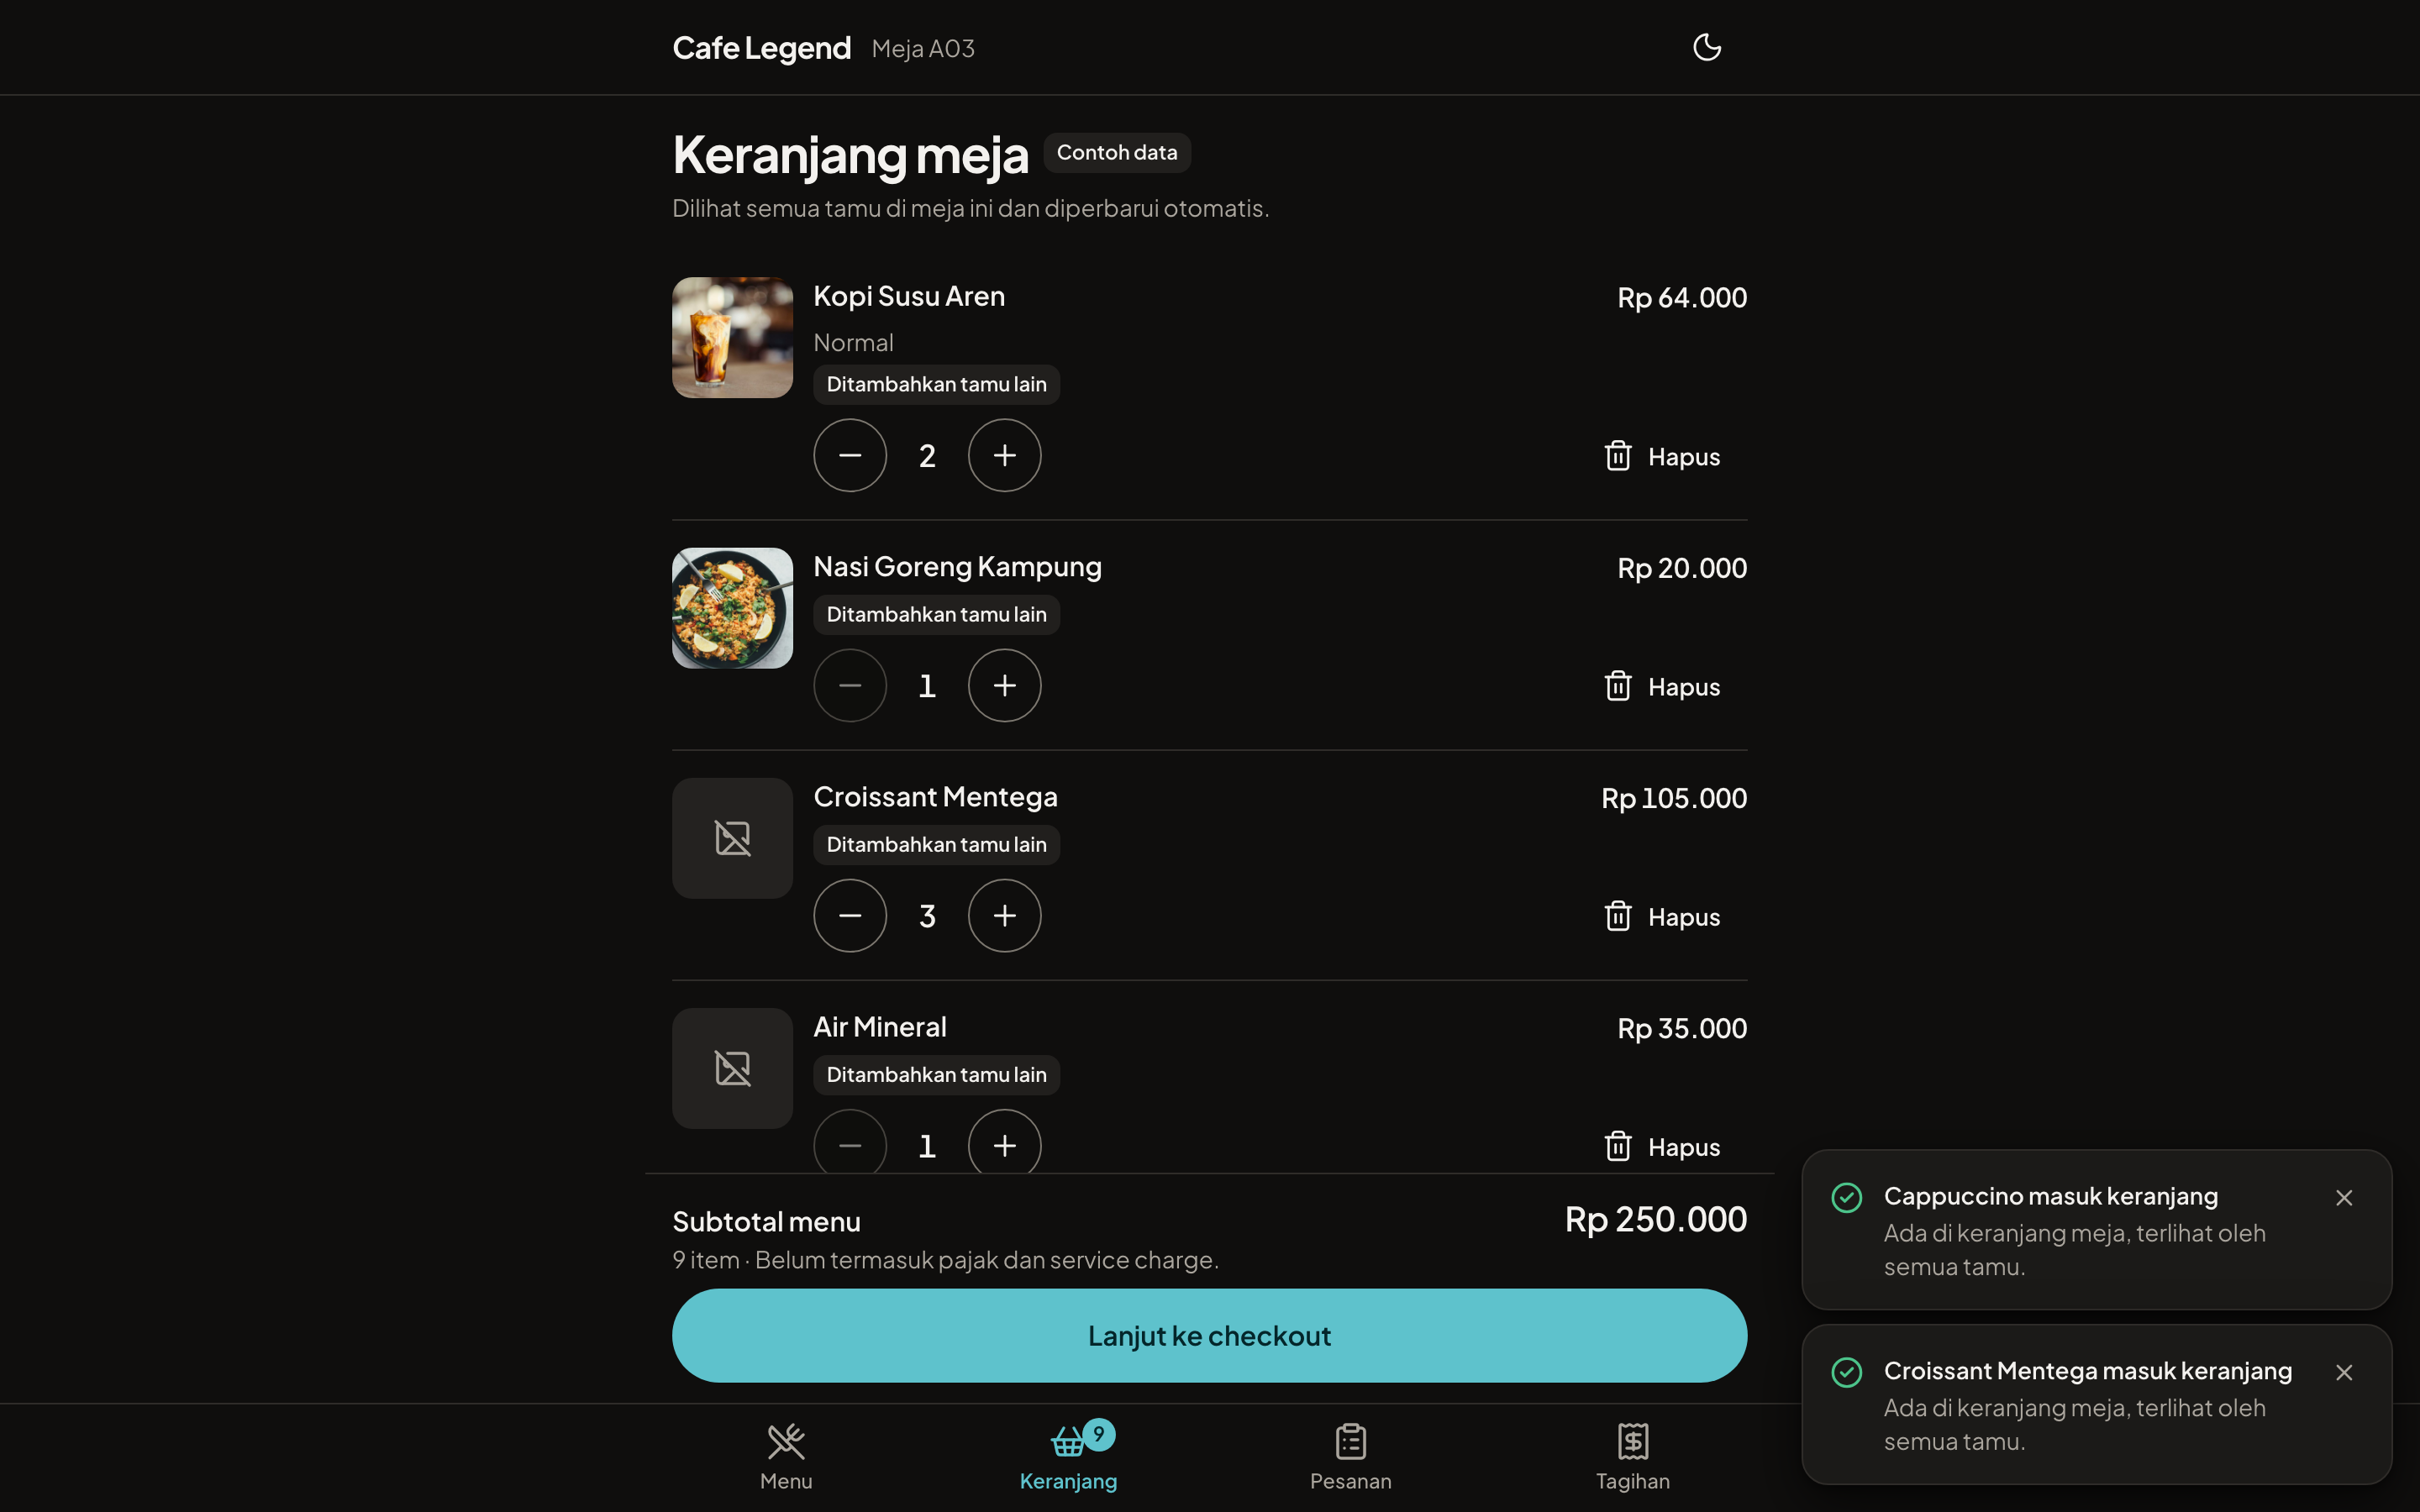 Cafe Legend Meja A03
Keranjang meja Contoh data
Dilihat semua tamu di meja ini dan diperbarui otomatis.
Kopi Susu Aren Rp 64.000
Normal
Ditambahkan tamu lain
2 Hapus
Nasi Goreng Kampung Rp 20.000
Ditambahkan tamu lain
1 Hapus
Croissant Mentega Rp 105.000
Ditambahkan tamu lain
3 Hapus
Air Mineral Rp 35.000
Ditambahkan tamu lain
1 Hapus
Subtotal menu Rp 250.000
9 item · Belum termasuk pajak dan service charge.
Lanjut ke checkout
Cappuccino masuk keranjang
Ada di keranjang meja, terlihat oleh
semua tamu.
Croissant Mentega masuk keranjang
Ada di keranjang meja, terlihat oleh
semua tamu.
9
Menu Keranjang Pesanan Tagihan